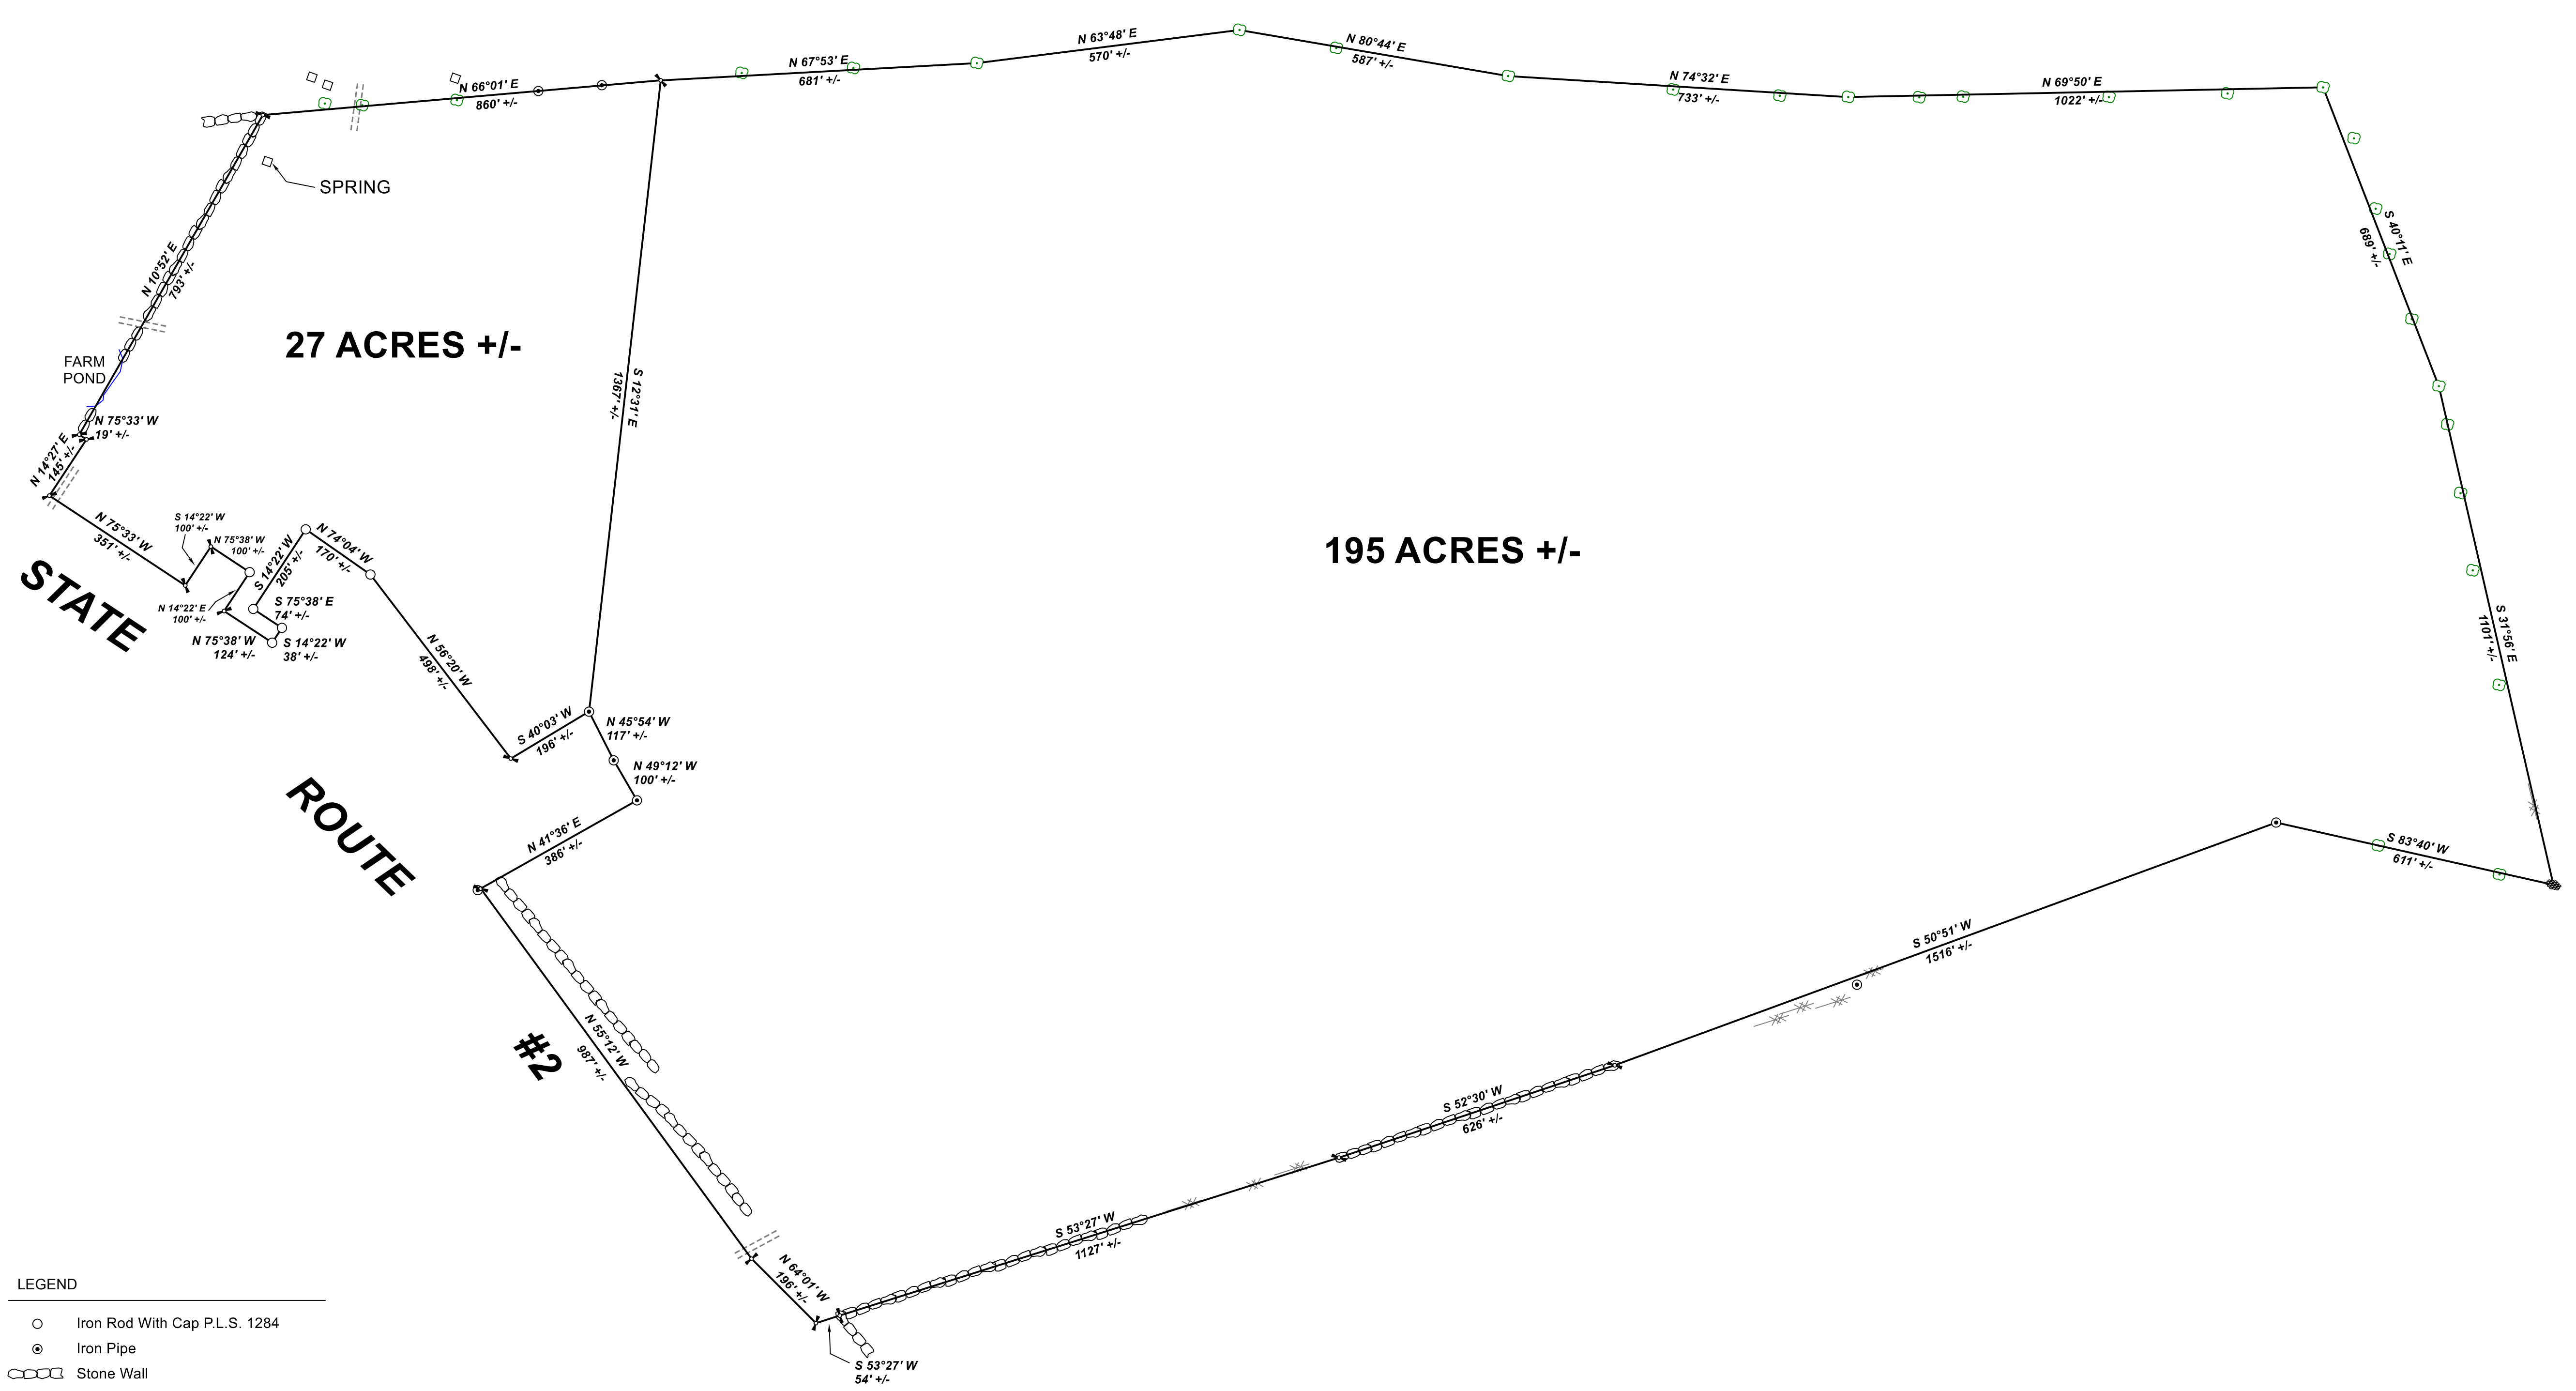 N 63°48' E
570' +/-
N 80°44' E
587' +/-
N 67°53' E
681' +/-
N 74°32' E
733' +/-
N 69°50' E
1022' +/-
N 66°01' E
860' +/-
SPRING
N 10°52' E
793' +/-
S 40°11' E
689' +/-
27 ACRES +/-
FARM
POND
S 12°31' E
1367' +/-
N 75°33' W
19' +/-
N 14°27' E
145' +/-
195 ACRES +/-
N 75°33' W
351' +/-
S 14°22' W
100' +/-
N 75°38' W
100' +/-
S 14°22' W
205' +/-
N 74°04' W
170' +/-
S 75°38' E
74' +/-
N 14°22' E
100' +/-
N 75°38' W
124' +/-
S 14°22' W
38' +/-
STATE
S 31°56' E
1101' +/-
N 56°20' W
498' +/-
S 40°03' W
196' +/-
N 45°54' W
117' +/-
N 49°12' W
100' +/-
ROUTE
N 41°36' E
386' +/-
S 83°40' W
611' +/-
S 50°51' W
1516' +/-
#2
N 55°12' W
987' +/-
S 52°30' W
626' +/-
S 53°27' W
1127' +/-
N 64°01' W
196' +/-
S 53°27' W
54' +/-
LEGEND
Iron Rod With Cap P.L.S. 1284
Iron Pipe
Stone Wall